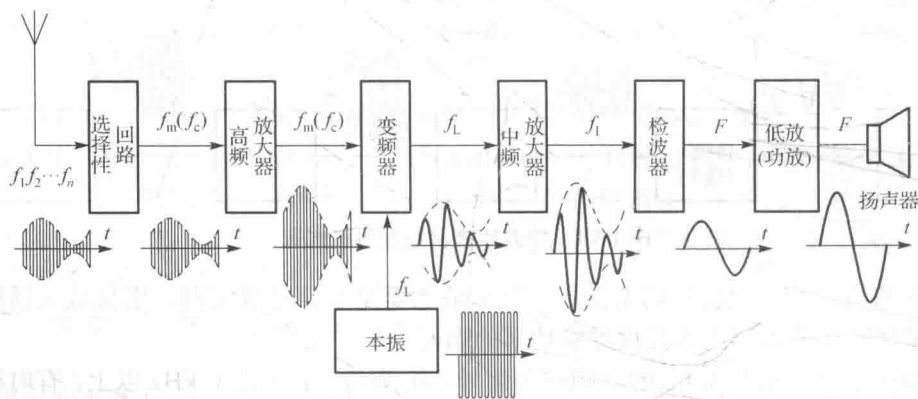 选择性
回路
f_m(f_c)
高频
放大器
f_m(f_c)
变频器
f_L
中频
放大器
f_I
检波器
F
低放
(功放)
F
扬声器
f_1 f_2 … f_n
t
t
t
t
t
t
t
f_L
本振
t